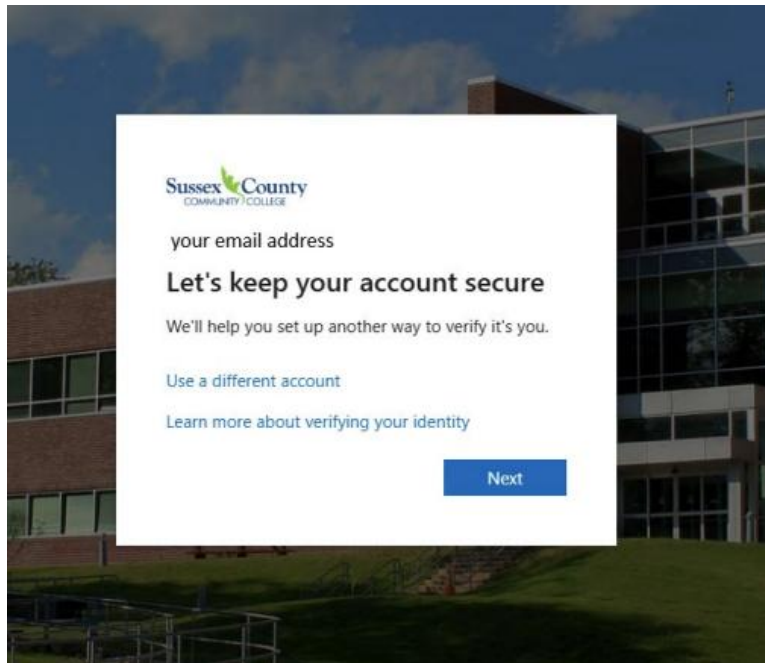 Sussex County
COMMUNITY COLLEGE
your email address
Let's keep your account secure
We'll help you set up another way to verify it's you.
Use a different account
Learn more about verifying your identity
Next